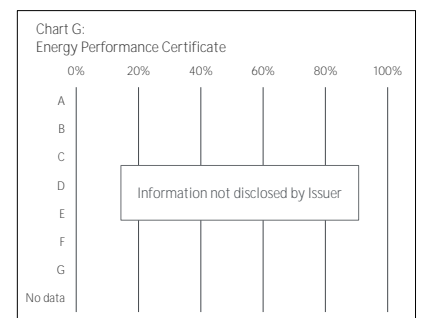 Chart G:
Energy Performance Certificate
0% 20% 40% 60% 80% 100%
A
B
C
D
Information not disclosed by Issuer
E
F
G
No data